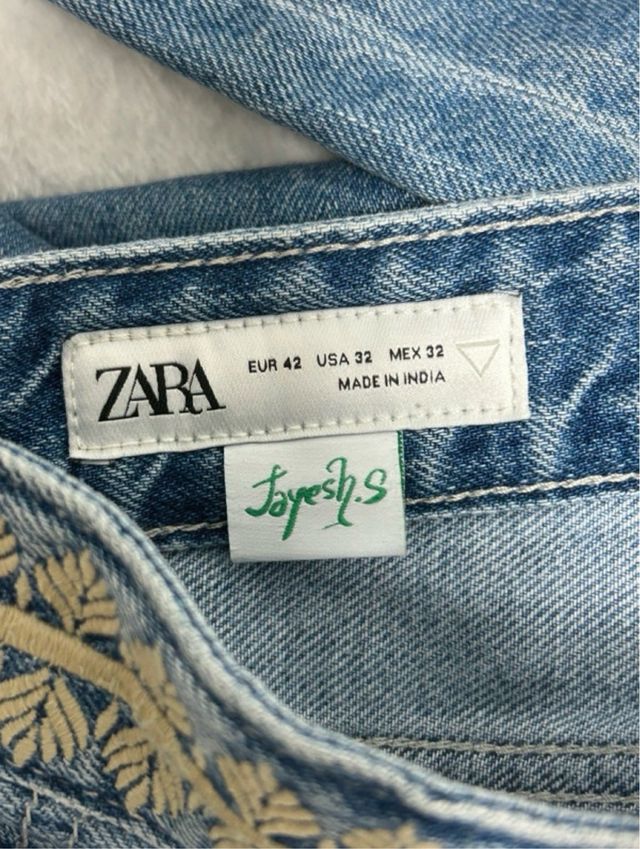 ZARA
EUR 42 USA 32 MEX 32
MADE IN INDIA
Jayesh.S